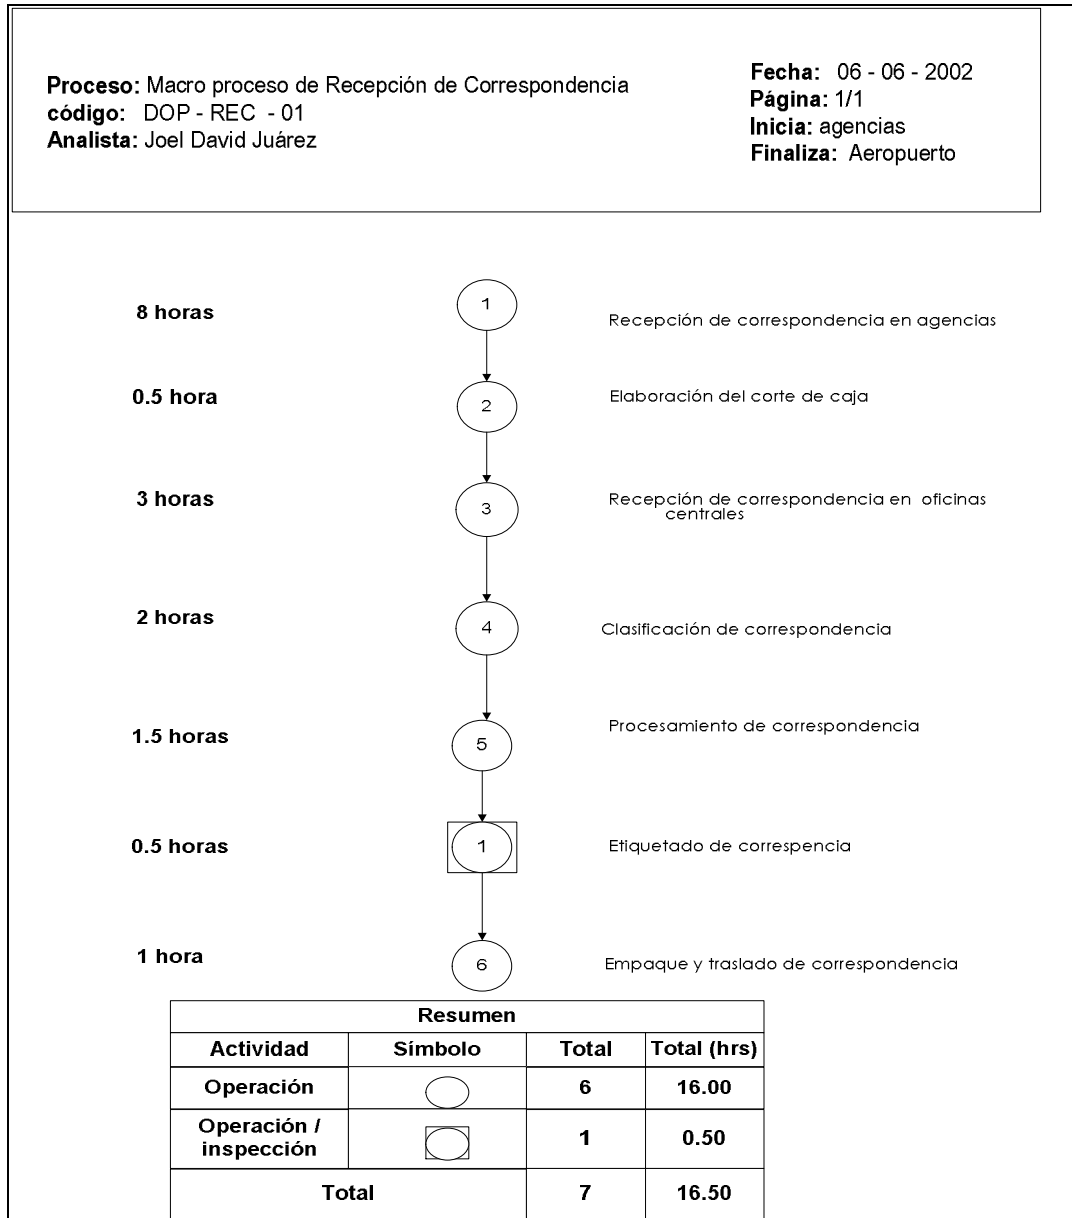 Proceso: Macro proceso de Recepción de Correspondencia
código: DOP - REC - 01
Analista: Joel David Juárez
Fecha: 06 - 06 - 2002
Página: 1/1
Inicia: agencias
Finaliza: Aeropuerto
8 horas 1 Recepción de correspondencia en agencias
0.5 hora 2 Elaboración del corte de caja
3 horas 3 Recepción de correspondencia en oficinas
centrales
2 horas 4 Clasificación de correspondencia
1.5 horas 5 Procesamiento de correspondencia
0.5 horas 1 Etiquetado de correspencia
1 hora 6 Empaque y traslado de correspondencia
Resumen
Actividad Símbolo Total Total (hrs)
Operación 6 16.00
Operación /
inspección 1 0.50
Total 7 16.50